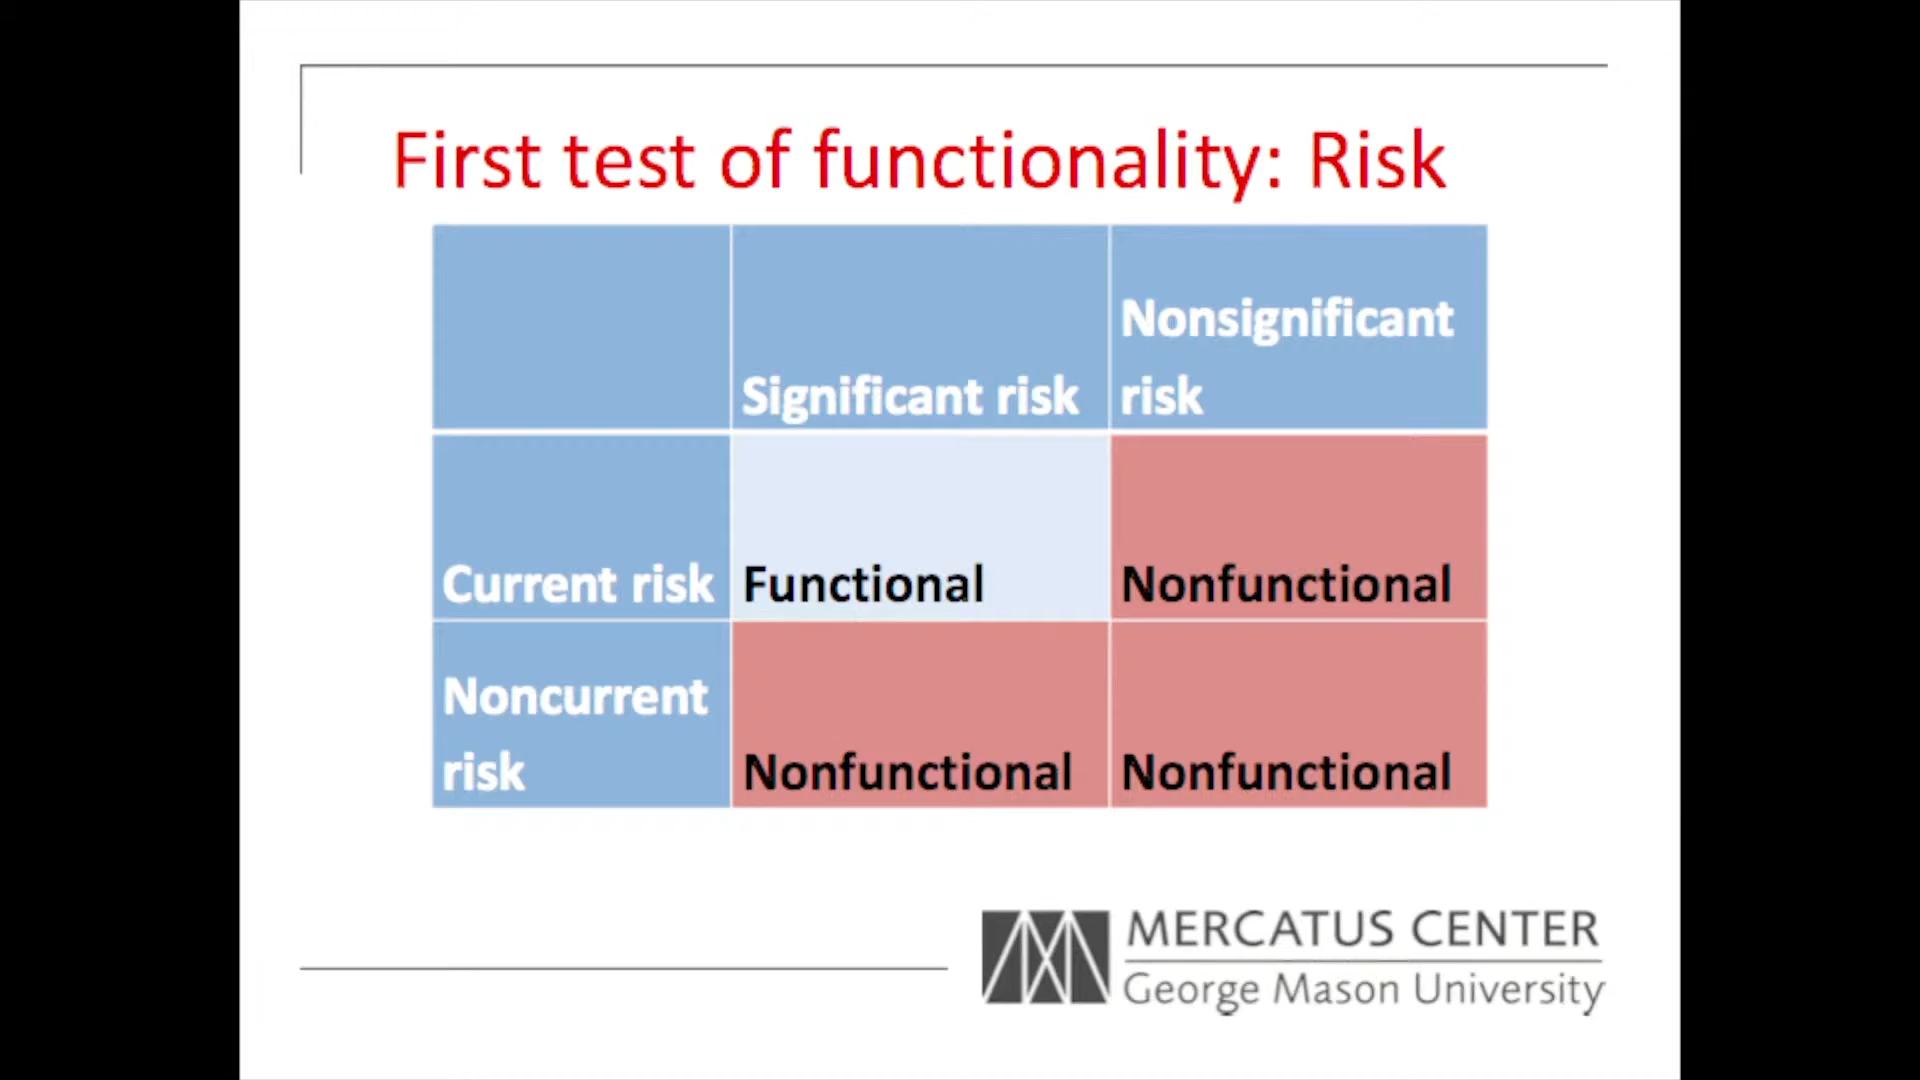 First test of functionality: Risk
Nonsignificant
Significant risk risk
Current risk Functional Nonfunctional
Noncurrent
risk Nonfunctional Nonfunctional
MERCATUS CENTER
George Mason University